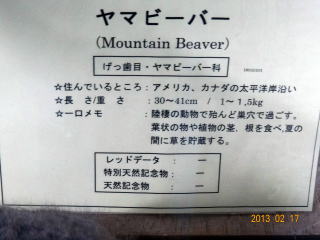 ヤマビーバー
(Mountain Beaver)
げっ歯目・ヤマビーバー科
☆住んでいるところ：アメリカ、カナダの太平洋岸沿い
☆長　さ/重　さ　：30～41cm　/　1～1,5kg
☆一口メモ　：陸棲の動物で殆んど巣穴で過ごす。
葉状の物や植物の茎、根を食べ,夏の
間に草を貯蔵する。
レッドデータ　：　ー
特別天然記念物：　ー
天然記念物　：　ー
2013 02 17